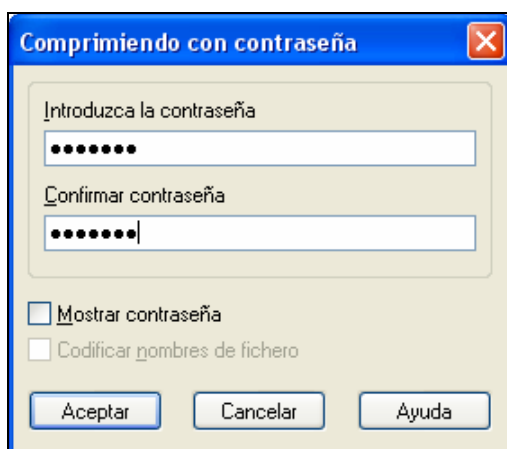 Comprimiendo con contraseña
Introduzca la contraseña
•••••••
Confirmar contraseña
•••••••
Mostrar contraseña
Codificar nombres de fichero
Aceptar Cancelar Ayuda